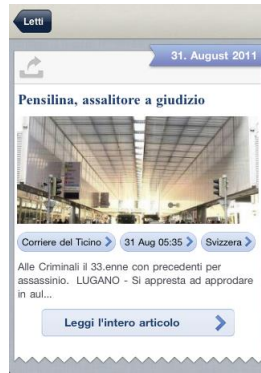 Letti
31. August 2011
Pensilina, assalitore a giudizio
Corriere del Ticino
31 Aug 05:35
Svizzera
Alle Criminali il 33.enne con precedenti per
assassinio. LUGANO - Si appresta ad approdare
in aul...
Leggi l'intero articolo